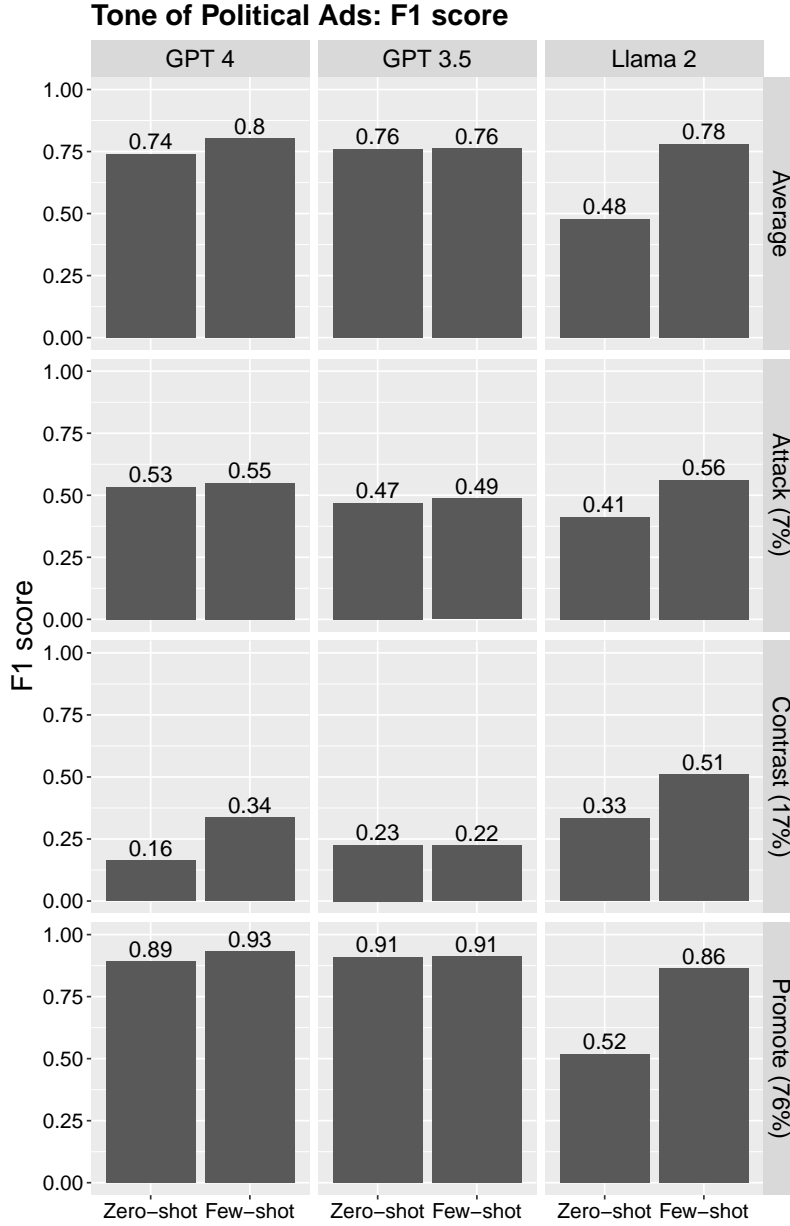 Tone of Political Ads: F1 score
GPT 4 GPT 3.5 Llama 2
1.00
0.75
0.50
0.25
0.00
0.74 0.8 0.76 0.76 0.48 0.78
Average
1.00
0.75
0.50
0.25
0.00
0.53 0.55 0.47 0.49 0.41 0.56
Attack (7%)
F1 score
1.00
0.75
0.50
0.25
0.00
0.16 0.34 0.23 0.22 0.33 0.51
Contrast (17%)
1.00
0.75
0.50
0.25
0.00
0.89 0.93 0.91 0.91 0.52 0.86
Promote (76%)
Zero−shot Few−shot Zero−shot Few−shot Zero−shot Few−shot